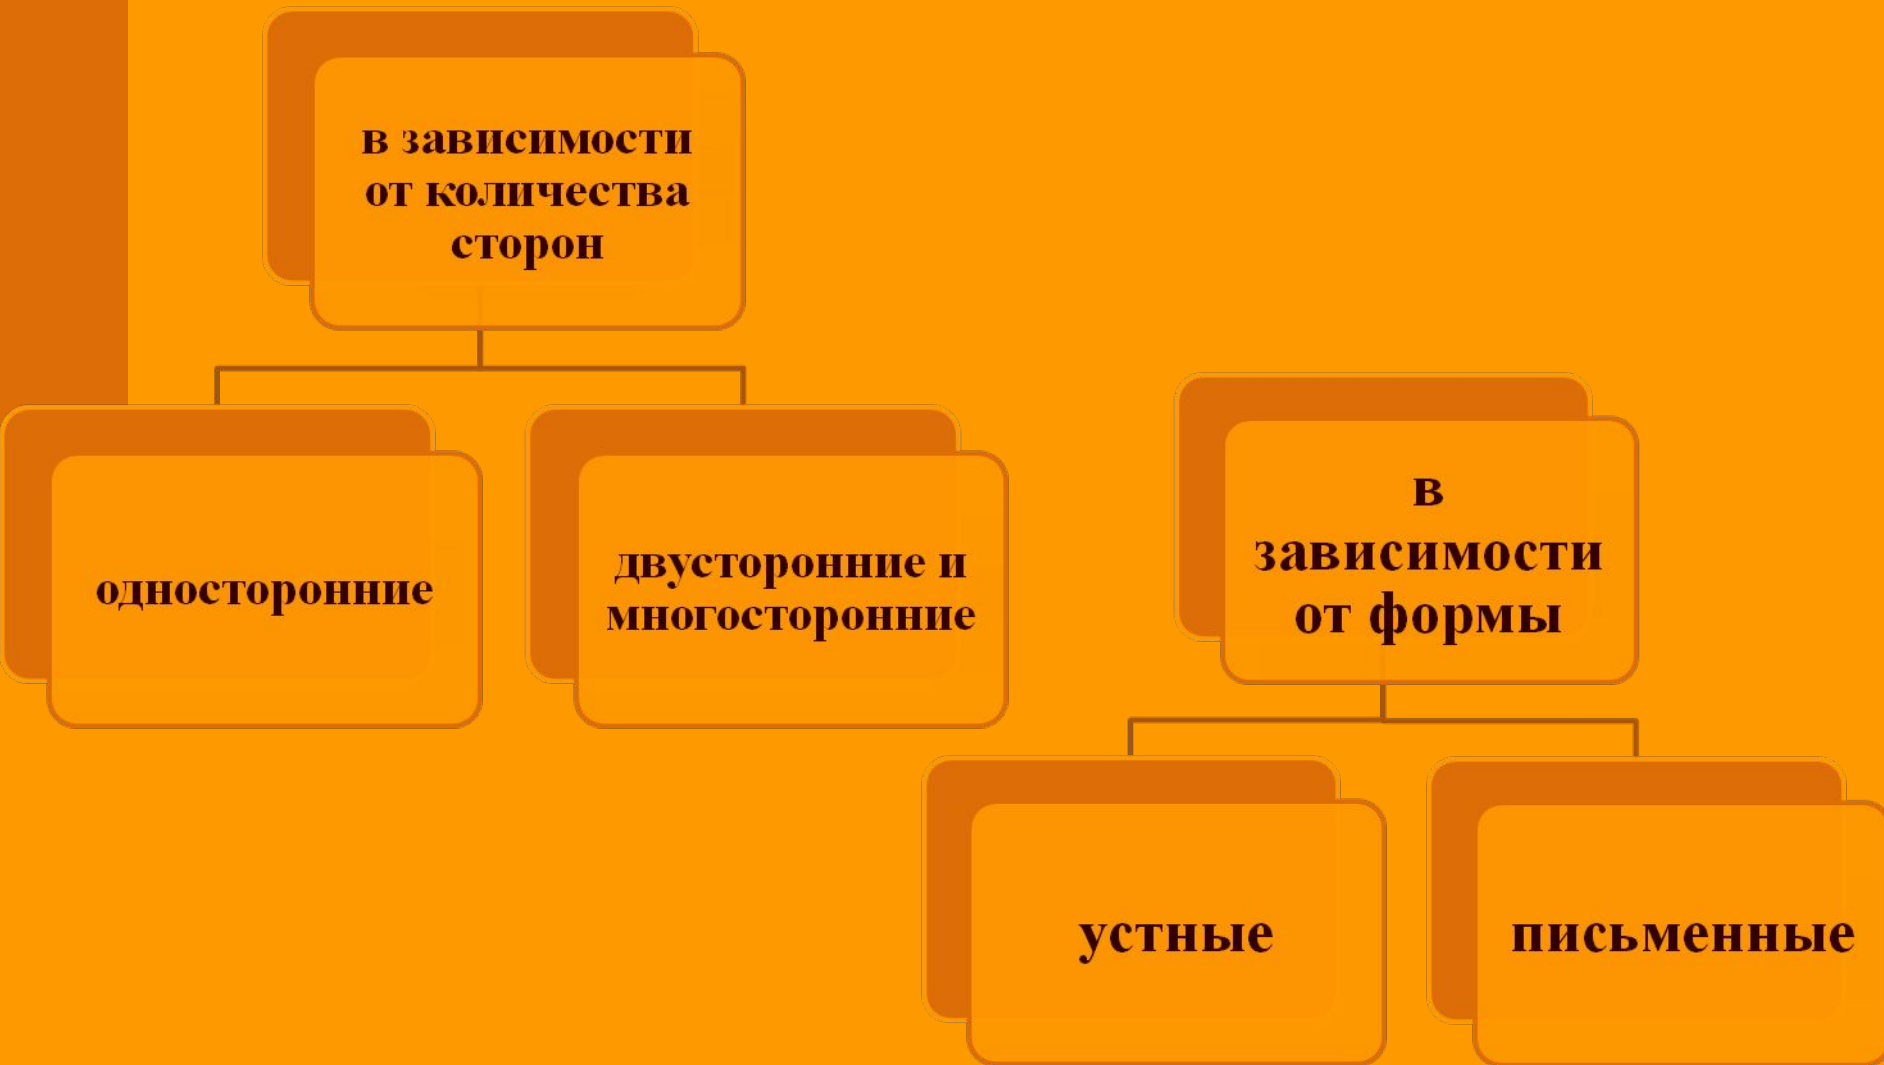 в зависимости
от количества
сторон
односторонние
двусторонние и
многосторонние
в
зависимости
от формы
устные
письменные